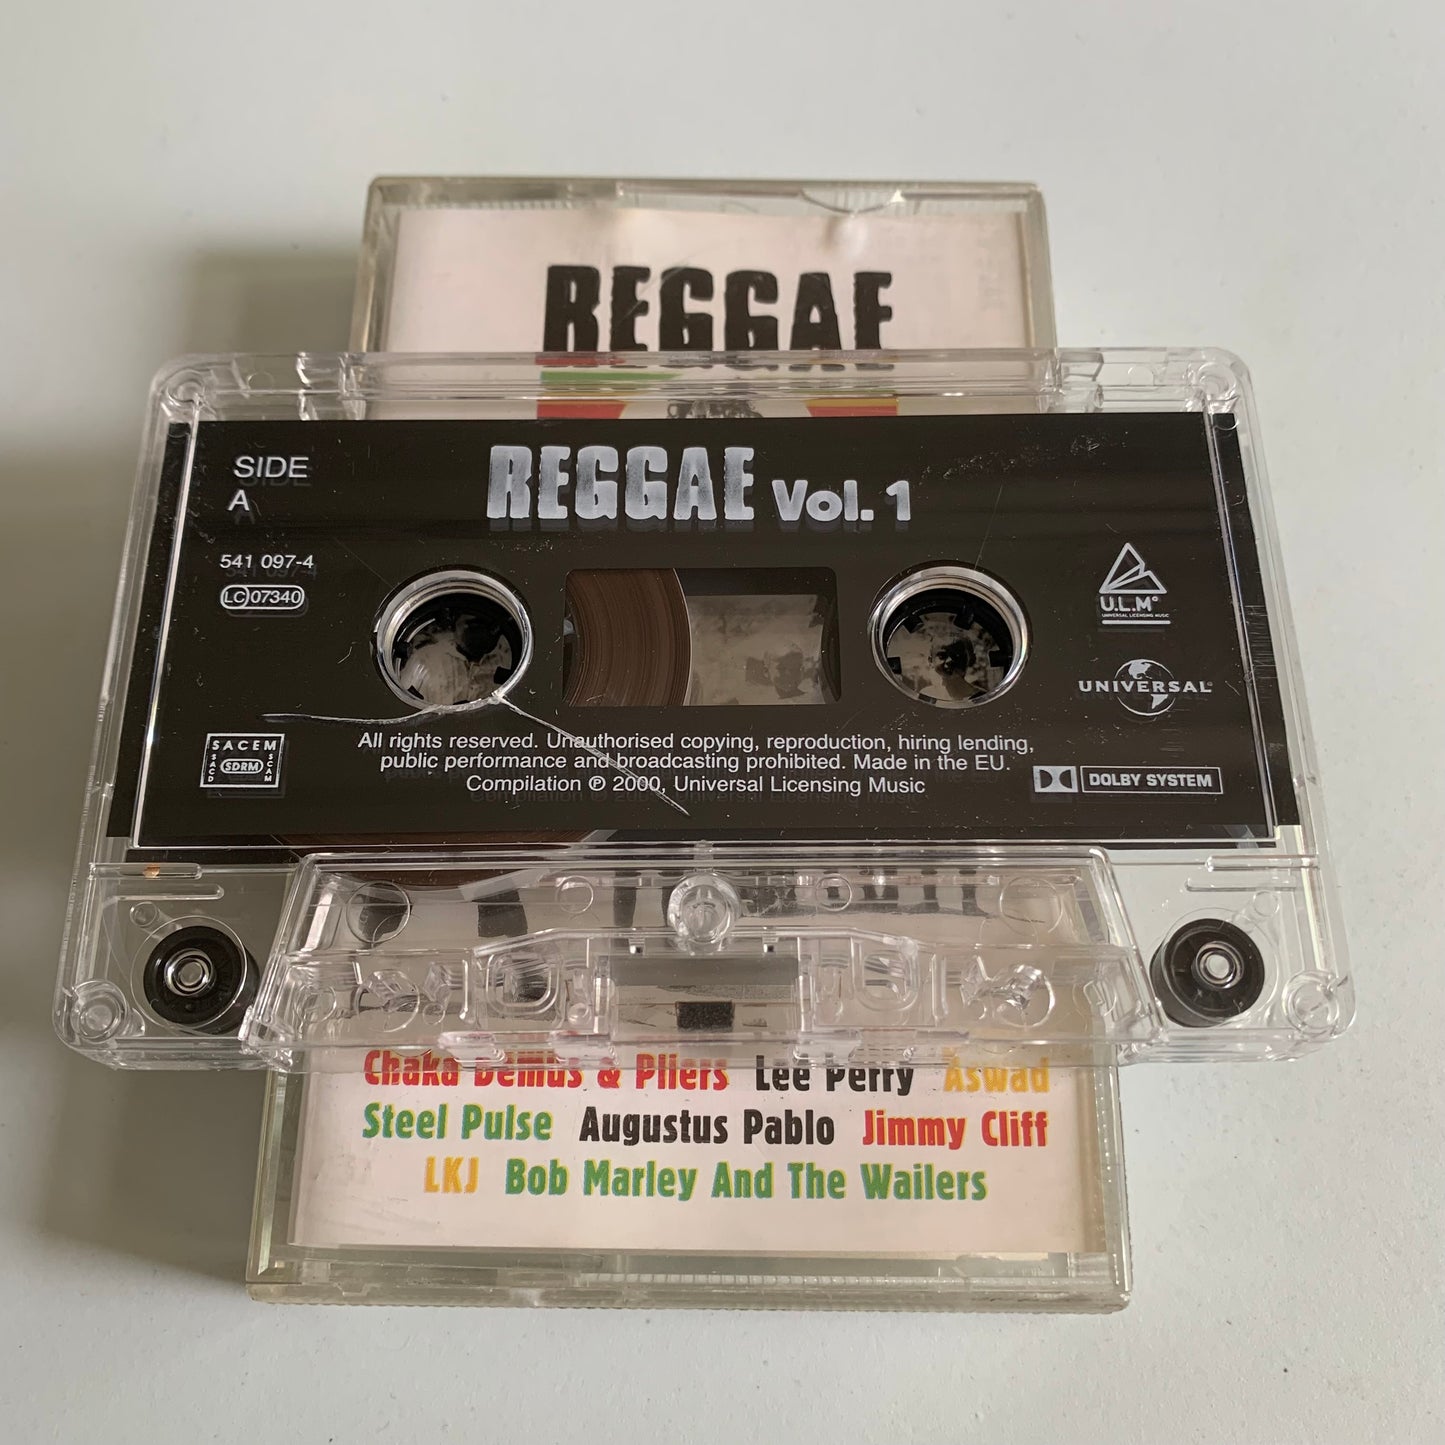 REGGAE
SIDE
A
REGGAE Vol. 1
541 097-4
LC 07340
U.L.M°
UNIVERSAL LICENSING MUSIC
UNIVERSAL
SACEM
SACD
SDRM
SCAM
All rights reserved. Unauthorised copying, reproduction, hiring lending,
public performance and broadcasting prohibited. Made in the EU.
Compilation ℗ 2000, Universal Licensing Music
DOLBY SYSTEM
Chaka Demus & Pliers Lee Perry Aswad
Steel Pulse Augustus Pablo Jimmy Cliff
LKJ Bob Marley And The Wailers